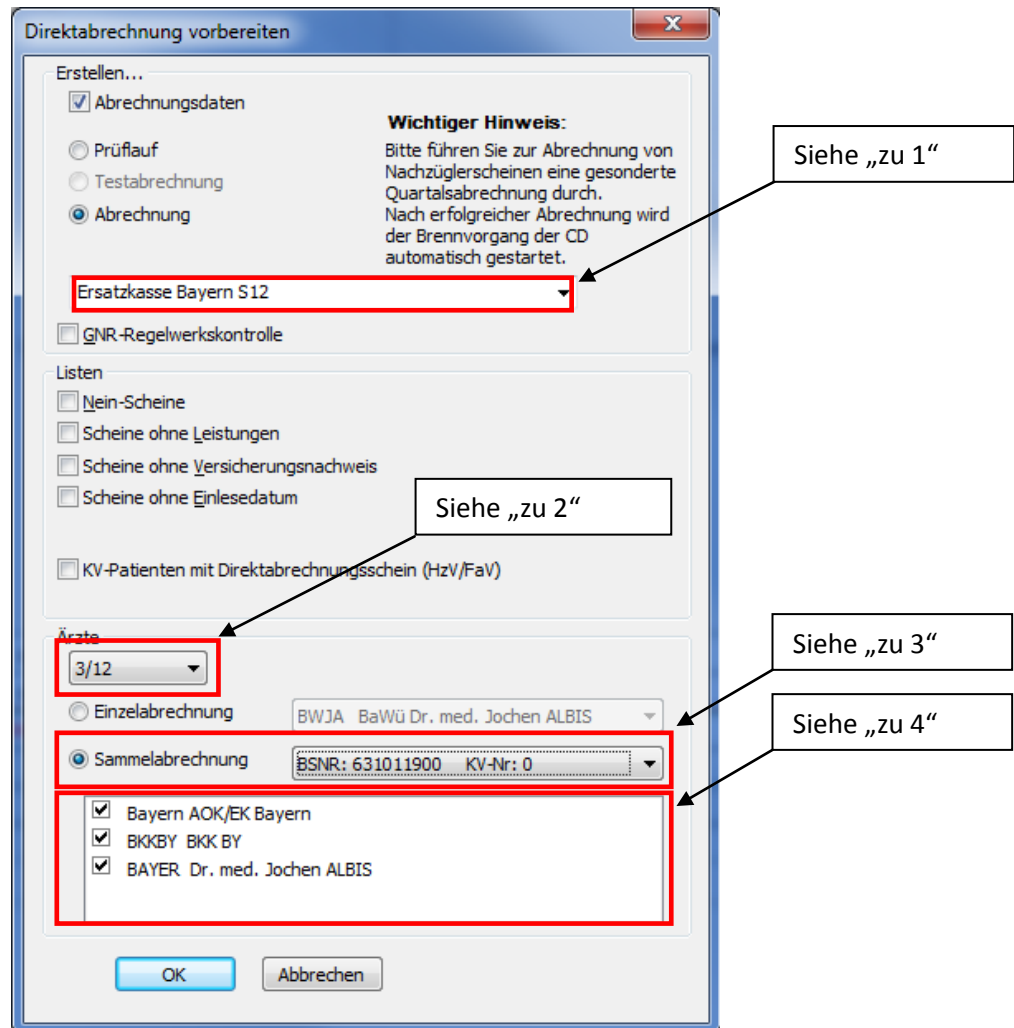 Direktabrechnung vorbereiten
Erstellen...
Abrechnungsdaten
Prüflauf
Testabrechnung
Abrechnung
Wichtiger Hinweis:
Bitte führen Sie zur Abrechnung von
Nachzüglerscheinen eine gesonderte
Quartalsabrechnung durch.
Nach erfolgreicher Abrechnung wird
der Brennvorgang der CD
automatisch gestartet.
Siehe „zu 1“
Ersatzkasse Bayern S12
GNR-Regelwerkskontrolle
Listen
Nein-Scheine
Scheine ohne Leistungen
Scheine ohne Versicherungsnachweis
Scheine ohne Einlesedatum
Siehe „zu 2“
KV-Patienten mit Direktabrechnungsschein (HzV/FaV)
Ärzte
3/12
Siehe „zu 3“
Einzelabrechnung
BWJA BaWü Dr. med. Jochen ALBIS
Siehe „zu 4“
Sammelabrechnung
BSNR: 631011900 KV-Nr: 0
Bayern AOK/EK Bayern
BKKBY BKK BY
BAYER Dr. med. Jochen ALBIS
OK
Abbrechen